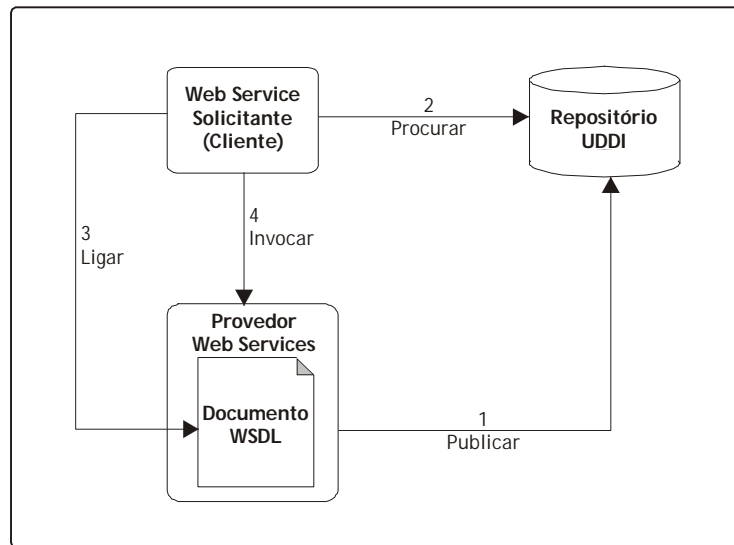 Web Service
Solicitante
(Cliente)
2
Procurar
Repositório
UDDI
3
Ligar
4
Invocar
Provedor
Web Services
Documento
WSDL
1
Publicar